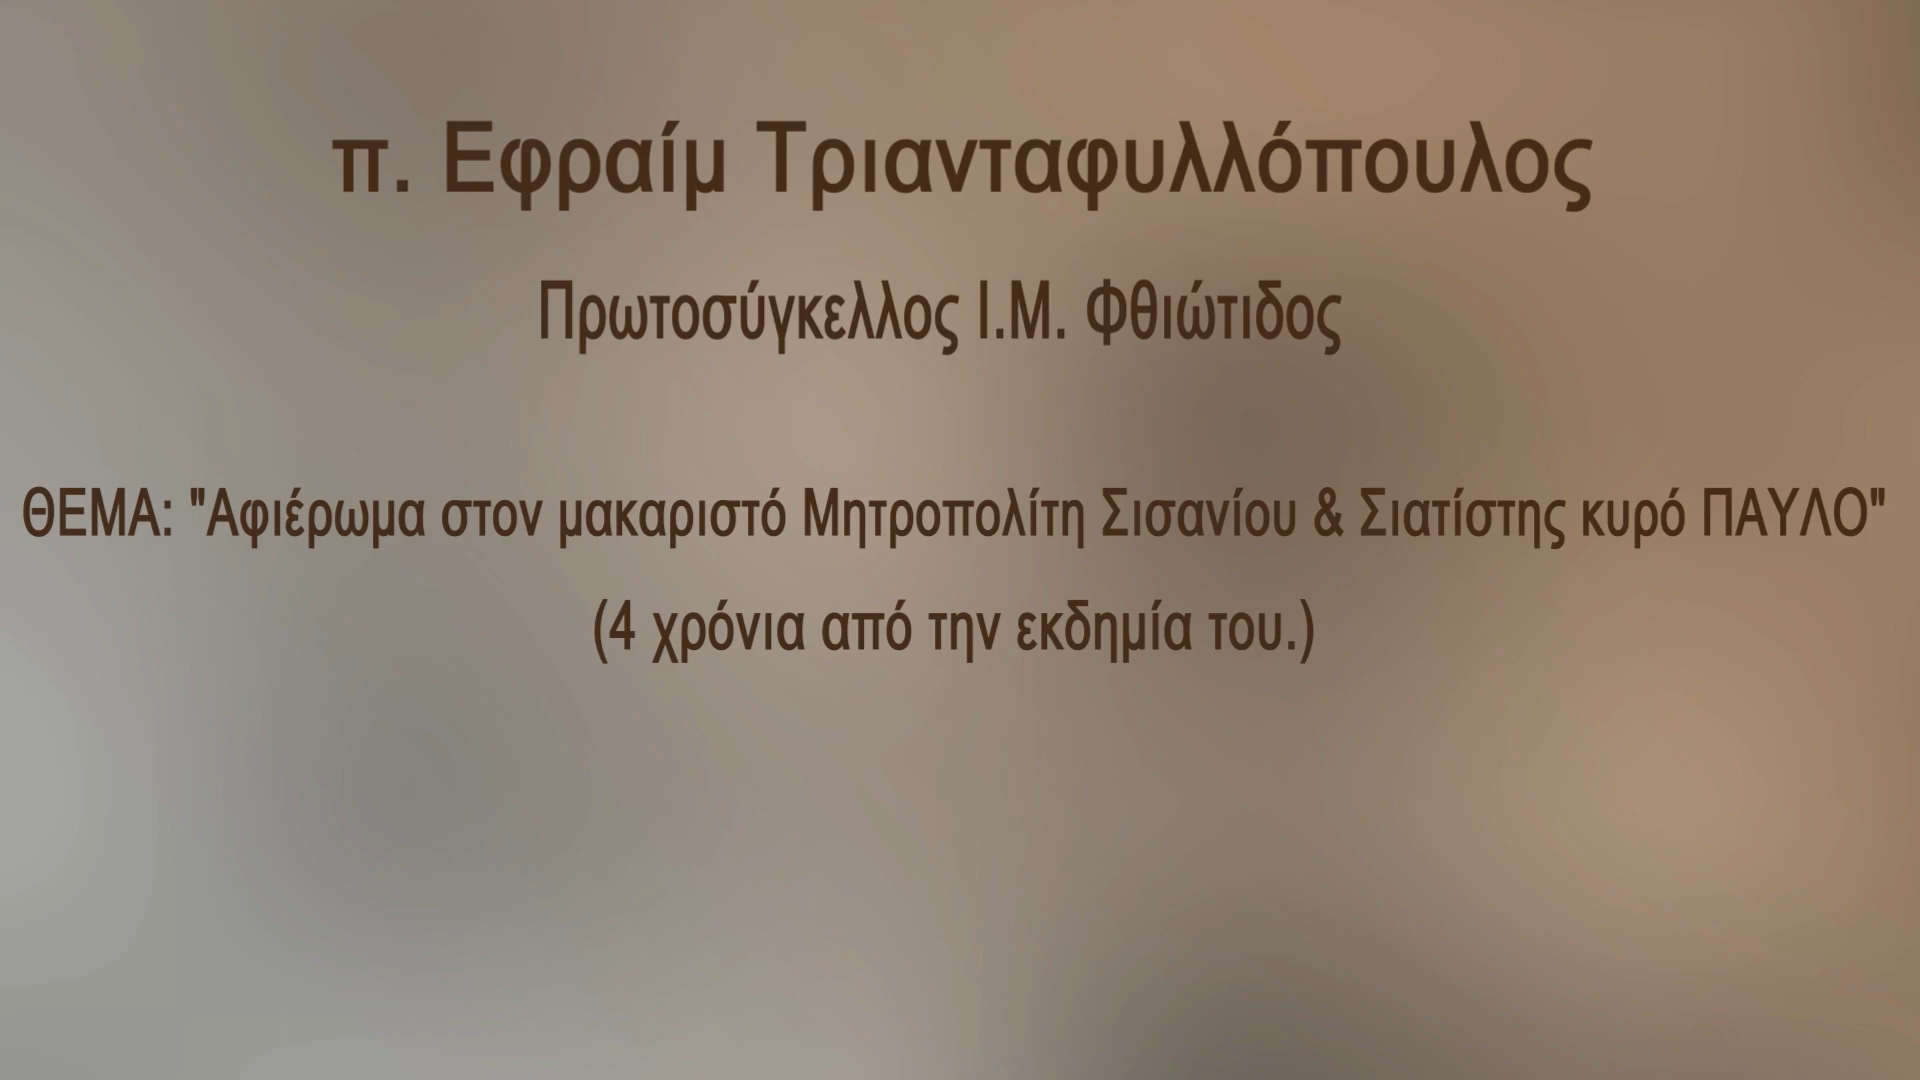 π. Εφραίμ Τριανταφυλλόπουλος
Πρωτοσύγκελλος Ι.Μ. Φθιώτιδος
ΘΕΜΑ: "Αφιέρωμα στον μακαριστό Μητροπολίτη Σισανίου & Σιατίστης κυρό ΠΑΥΛΟ"
(4 χρόνια από την εκδημία του.)